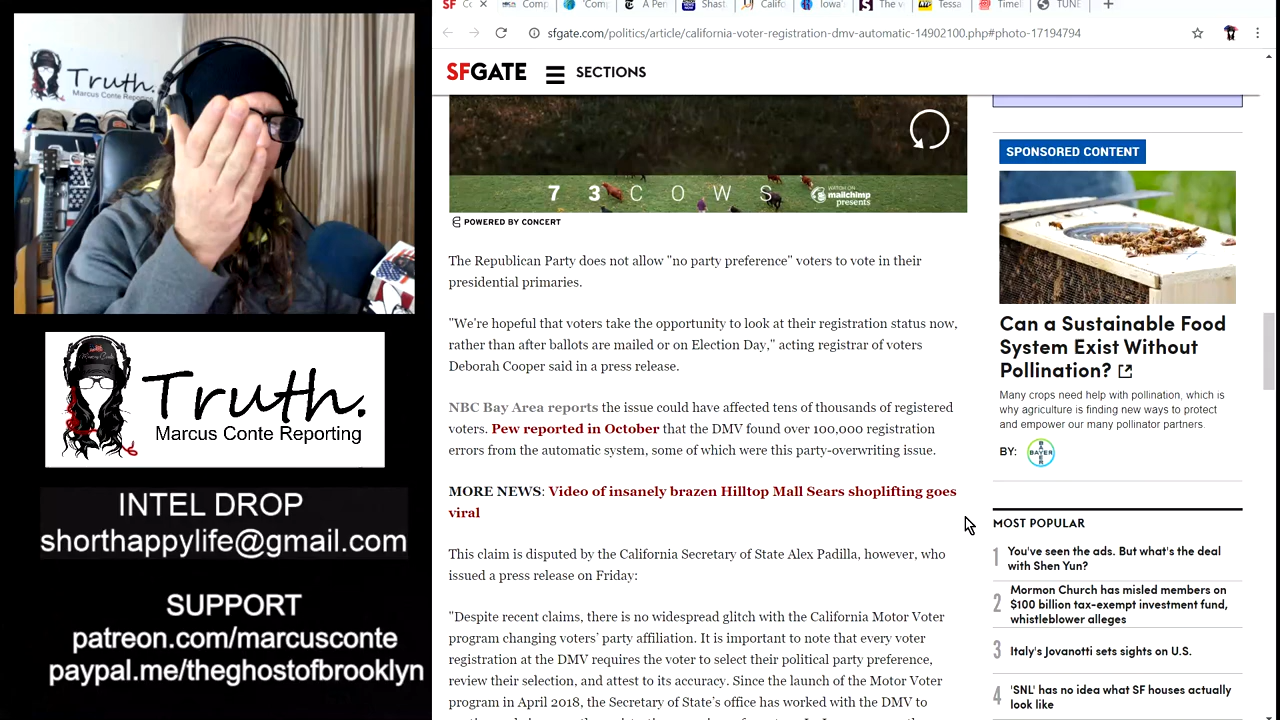 Truth.
Marcus Conte Reporting
Truth.
Marcus Conte Reporting
INTEL DROP
shorthappylife@gmail.com
SUPPORT
patreon.com/marcusconte
paypal.me/theghostofbrooklyn
SF
Comp
'Comp
A Pen
Shast
Califo
Iowa'
The v
Tessa
Timel
TUNE
sfgate.com/politics/article/california-voter-registration-dmv-automatic-14902100.php#photo-17194794
SFGATE
SECTIONS
7 3 C O W S
WATCH ON
mailchimp
presents
POWERED BY CONCERT
The Republican Party does not allow "no party preference" voters to vote in their
presidential primaries.
"We're hopeful that voters take the opportunity to look at their registration status now,
rather than after ballots are mailed or on Election Day," acting registrar of voters
Deborah Cooper said in a press release.
NBC Bay Area reports the issue could have affected tens of thousands of registered
voters. Pew reported in October that the DMV found over 100,000 registration
errors from the automatic system, some of which were this party-overwriting issue.
MORE NEWS: Video of insanely brazen Hilltop Mall Sears shoplifting goes
viral
This claim is disputed by the California Secretary of State Alex Padilla, however, who
issued a press release on Friday:
"Despite recent claims, there is no widespread glitch with the California Motor Voter
program changing voters' party affiliation. It is important to note that every voter
registration at the DMV requires the voter to select their political party preference,
review their selection, and attest to its accuracy. Since the launch of the Motor Voter
program in April 2018, the Secretary of State's office has worked with the DMV to
SPONSORED CONTENT
Can a Sustainable Food
System Exist Without
Pollination?
Many crops need help with pollination, which is
why agriculture is finding new ways to protect
and empower our many pollinator partners.
BY:
BAYER
MOST POPULAR
1 You've seen the ads. But what's the deal
with Shen Yun?
2 Mormon Church has misled members on
$100 billion tax-exempt investment fund,
whistleblower alleges
3 Italy's Jovanotti sets sights on U.S.
4 'SNL' has no idea what SF houses actually
look like